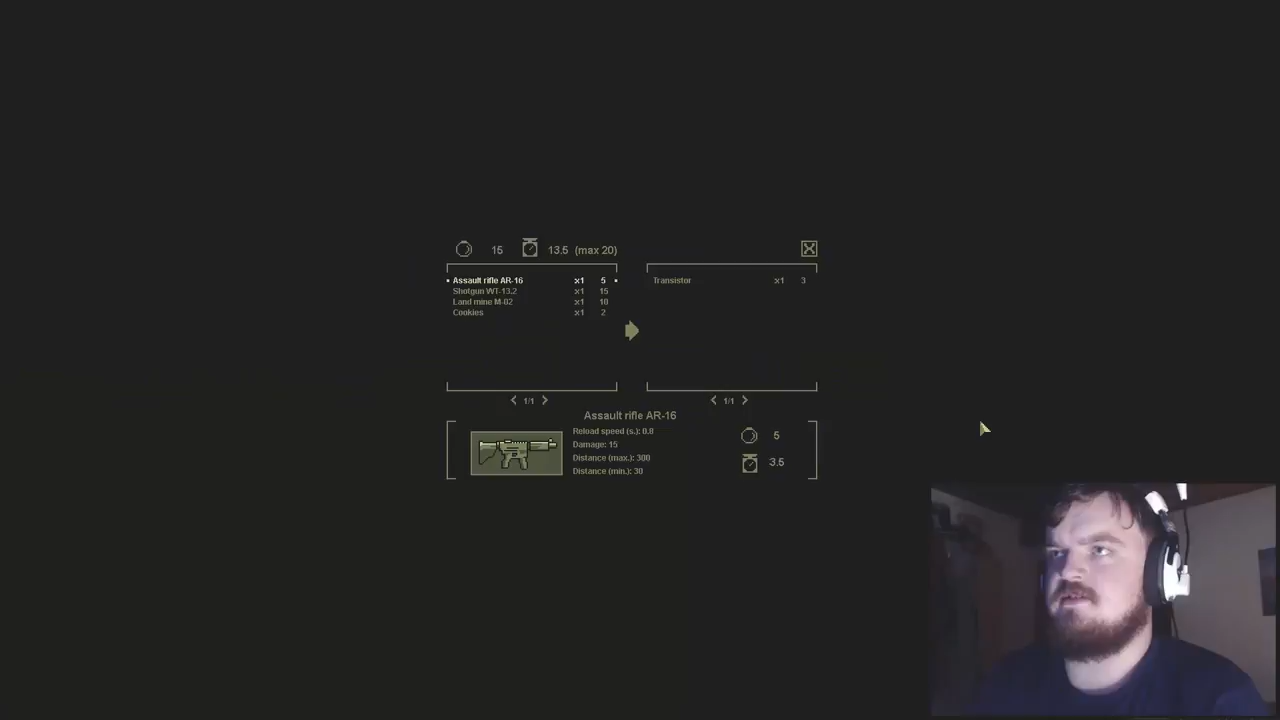 15 13.5 (max 20)
Assault rifle AR-16 x1 5
Shotgun WT-13.2 x1 15
Land mine M-02 x1 10
Cookies x1 2
Transistor x1 3
< 1/1 >
< 1/1 >
Assault rifle AR-16
Reload speed (s.): 0.8
Damage: 15
Distance (max.): 300
Distance (min.): 30
5
3.5